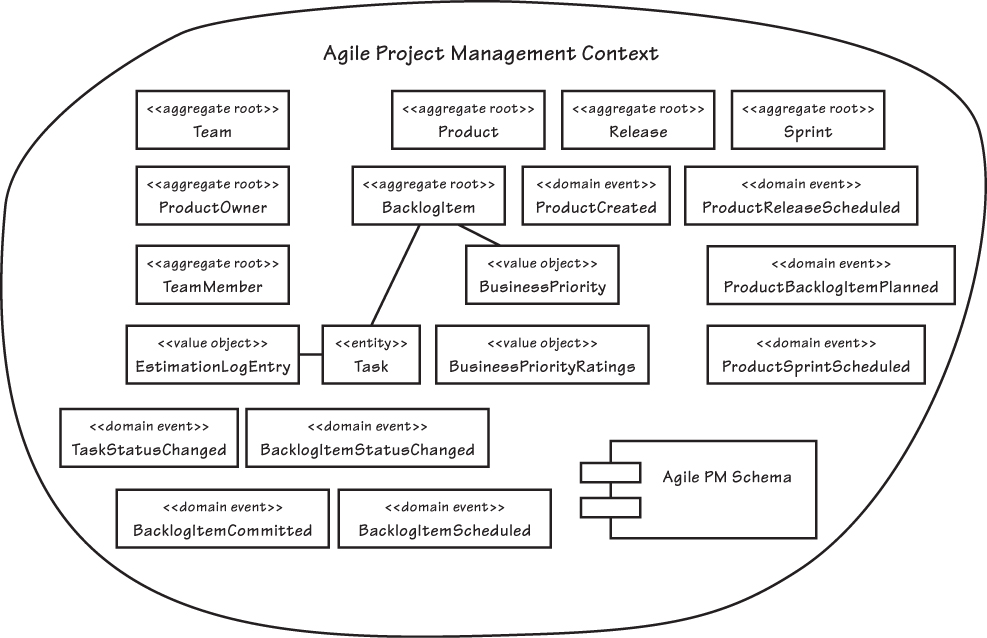 Agile Project Management Context
<<aggregate root>>
Team
<<aggregate root>>
Product
<<aggregate root>>
Release
<<aggregate root>>
Sprint
<<aggregate root>>
ProductOwner
<<aggregate root>>
BacklogItem
<<domain event>>
ProductCreated
<<domain event>>
ProductReleaseScheduled
<<aggregate root>>
TeamMember
<<value object>>
BusinessPriority
<<domain event>>
ProductBacklogItemPlanned
<<value object>>
EstimationLogEntry
<<entity>>
Task
<<value object>>
BusinessPriorityRatings
<<domain event>>
ProductSprintScheduled
<<domain event>>
TaskStatusChanged
<<domain event>>
BacklogItemStatusChanged
Agile PM Schema
<<domain event>>
BacklogItemCommitted
<<domain event>>
BacklogItemScheduled